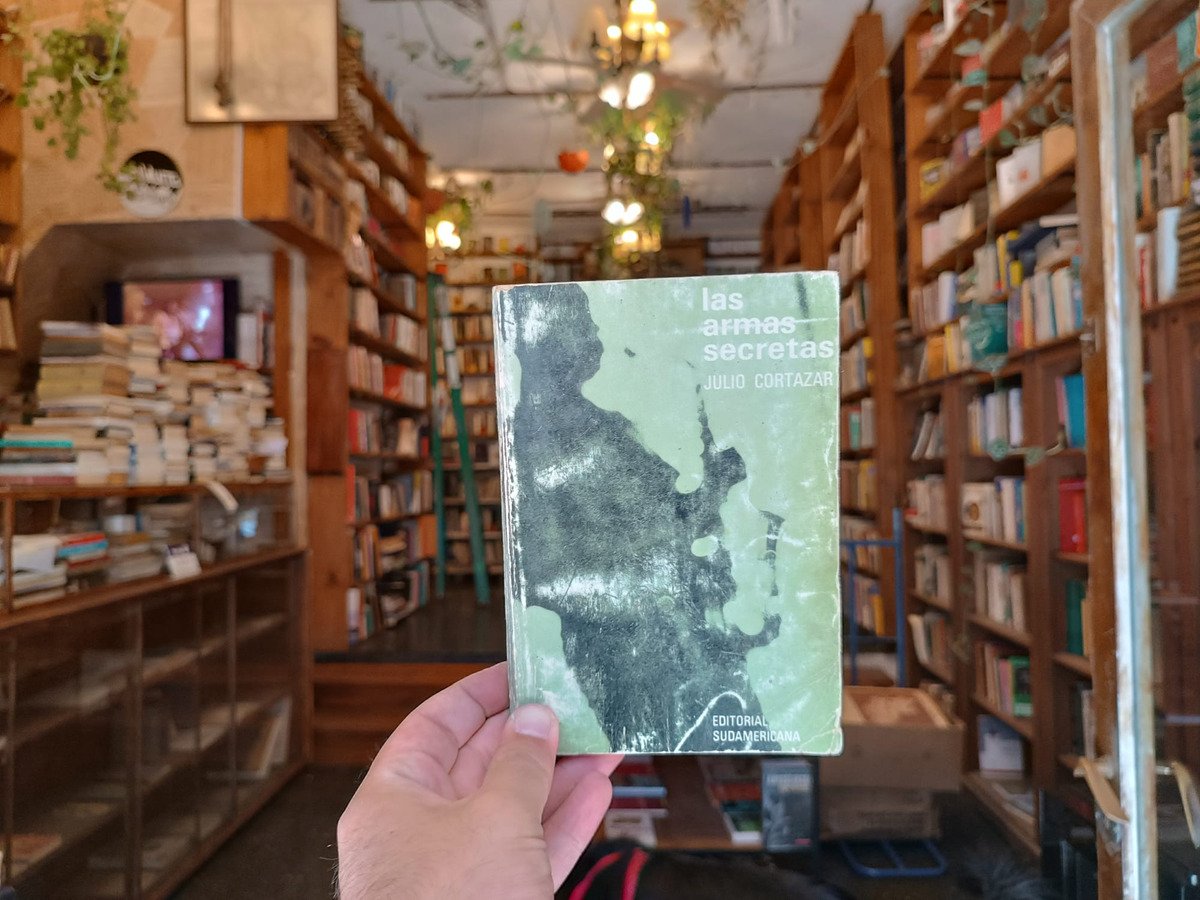 las
armas
secretas
JULIO CORTAZAR
EDITORIAL
SUDAMERICANA